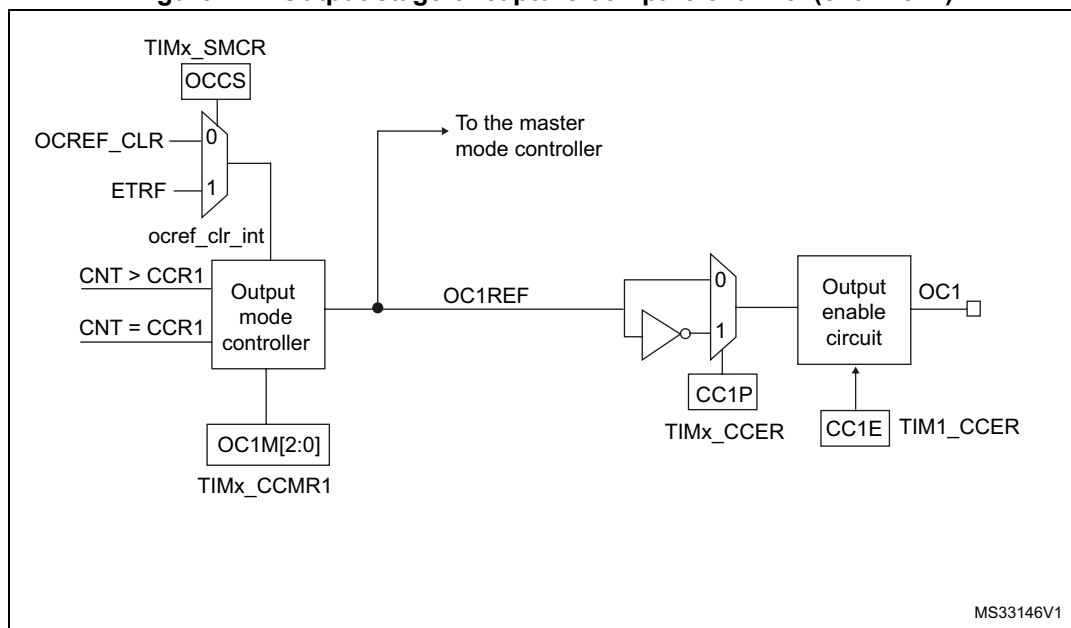 TIMx_SMCR
OCCS
OCREF_CLR
0
ETRF
1
ocref_clr_int
To the master
mode controller
CNT > CCR1
CNT = CCR1
Output
mode
controller
OC1REF
0
1
Output
enable
circuit
OC1
CC1P
TIMx_CCER
CC1E
TIM1_CCER
OC1M[2:0]
TIMx_CCMR1
MS33146V1